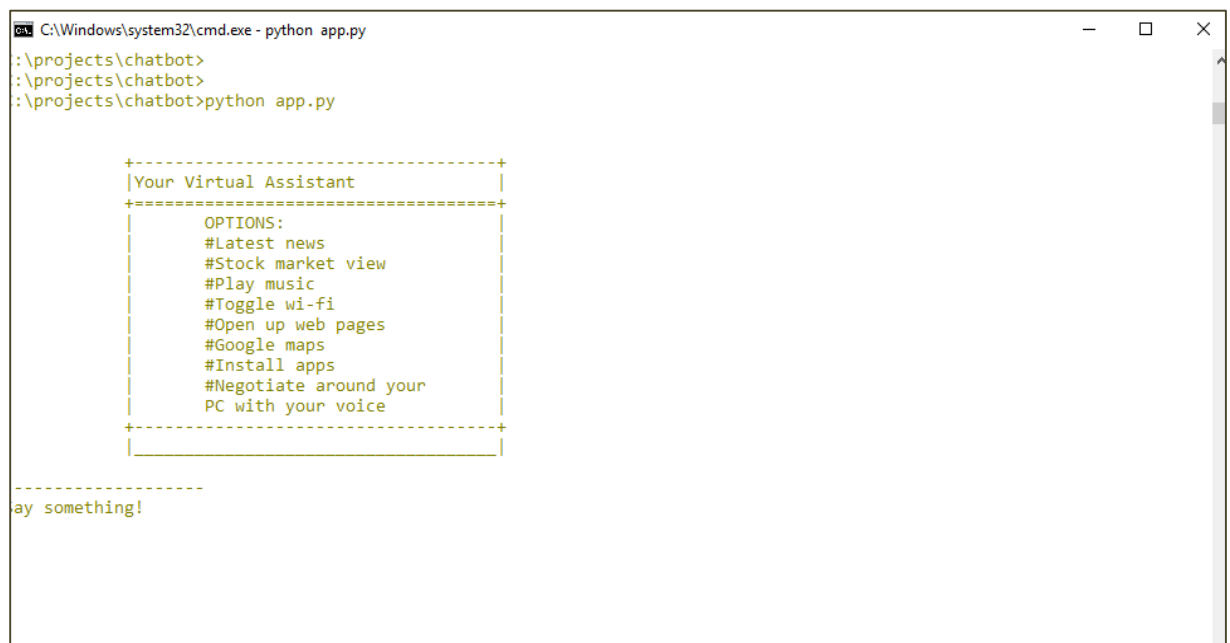 C:\Windows\system32\cmd.exe - python app.py
:\projects\chatbot>
:\projects\chatbot>
:\projects\chatbot>python app.py
+------------------------------------+
|Your Virtual Assistant |
+====================================+
| OPTIONS: |
| #Latest news |
| #Stock market view |
| #Play music |
| #Toggle wi-fi |
| #Open up web pages |
| #Google maps |
| #Install apps |
| #Negotiate around your |
| PC with your voice |
+------------------------------------+
|____________________________________|
-------------------
ay something!